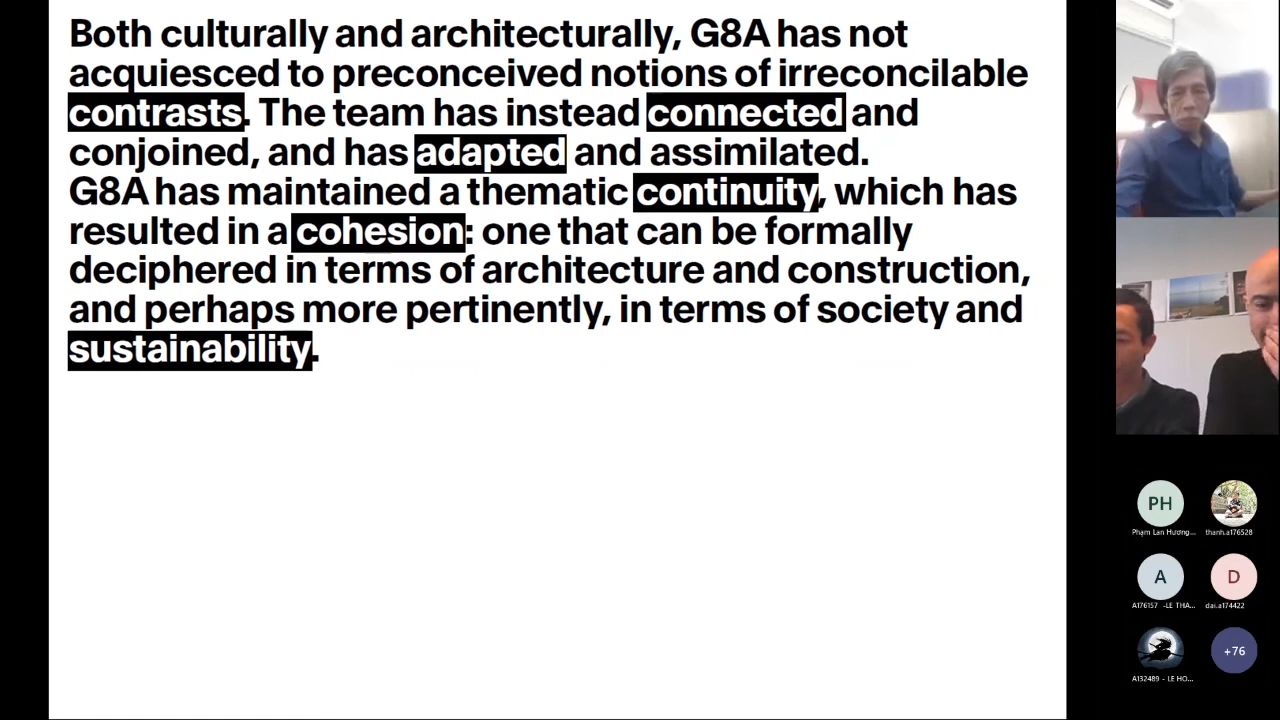 Both culturally and architecturally, G8A has not
acquiesced to preconceived notions of irreconcilable
contrasts. The team has instead connected and
conjoined, and has adapted and assimilated.
G8A has maintained a thematic continuity, which has
resulted in a cohesion: one that can be formally
deciphered in terms of architecture and construction,
and perhaps more pertinently, in terms of society and
sustainability.
PH
Phạm Lan Hương...
thanh.a176528
A
D
A176157 -LE THA...
dai.a174422
A132489 - LE HO...
+76